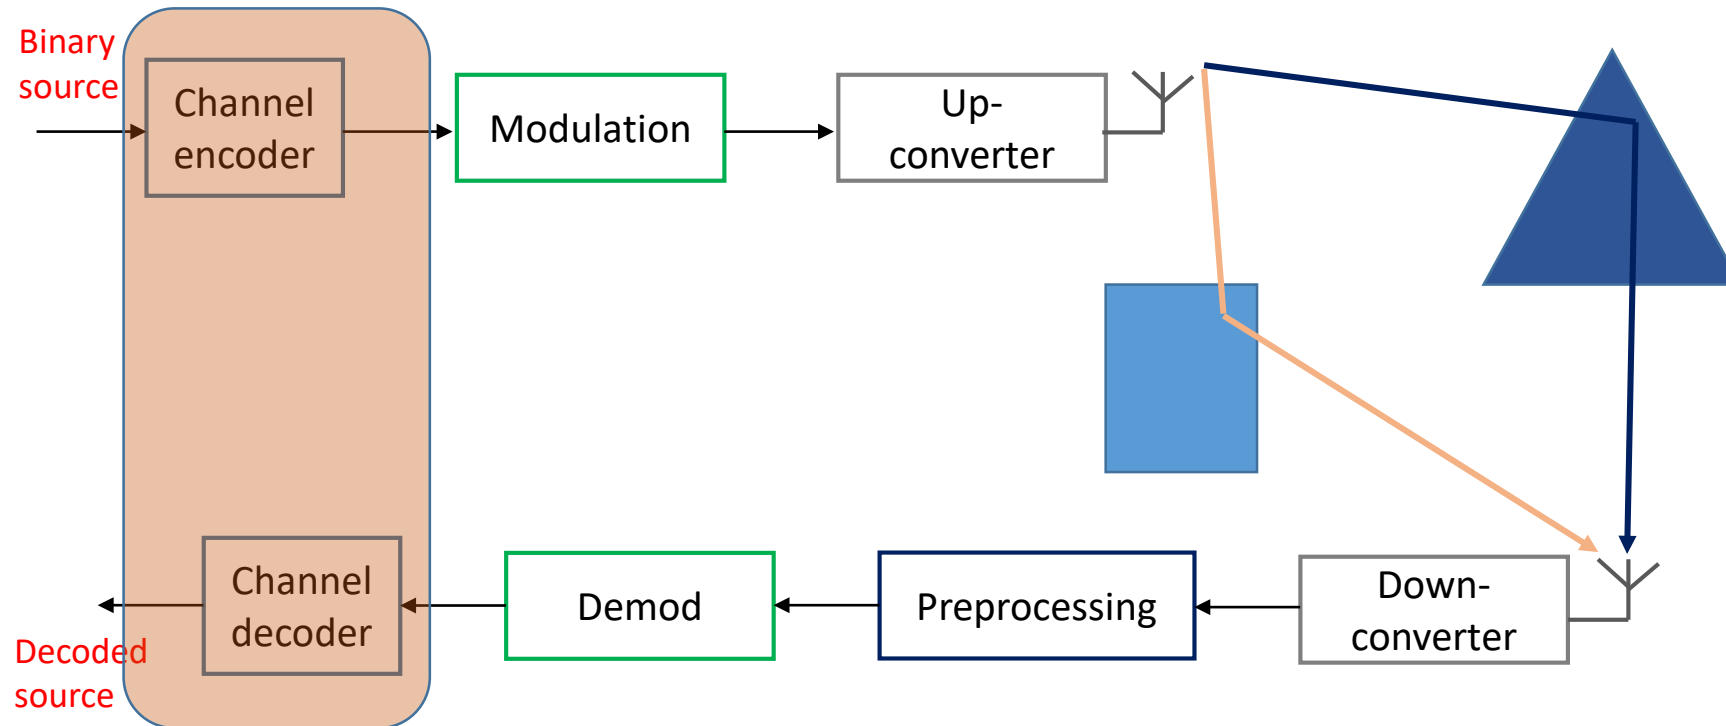 Binary
source
Channel
encoder
Modulation
Up-
converter
Channel
decoder
Demod
Preprocessing
Down-
converter
Decoded
source